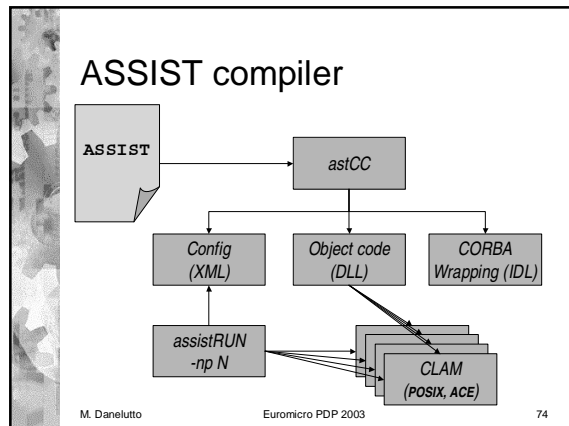 ASSIST compiler
ASSIST
astCC
Config
(XML)
Object code
(DLL)
CORBA
Wrapping (IDL)
assistRUN
-np N
CLAM
(POSIX, ACE)
M. Danelutto
Euromicro PDP 2003
74